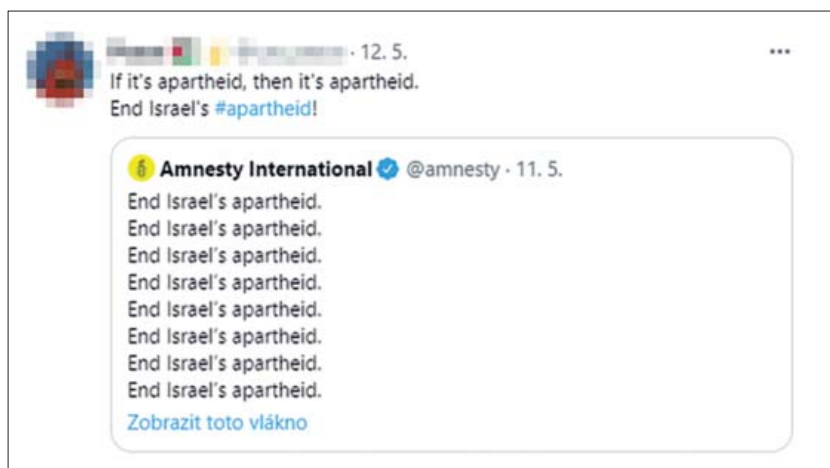 · 12. 5.
If it's apartheid, then it's apartheid.
End Israel's #apartheid!
Amnesty International @amnesty · 11. 5.
End Israel's apartheid.
End Israel's apartheid.
End Israel's apartheid.
End Israel's apartheid.
End Israel's apartheid.
End Israel's apartheid.
End Israel's apartheid.
End Israel's apartheid.
Zobrazit toto vlákno